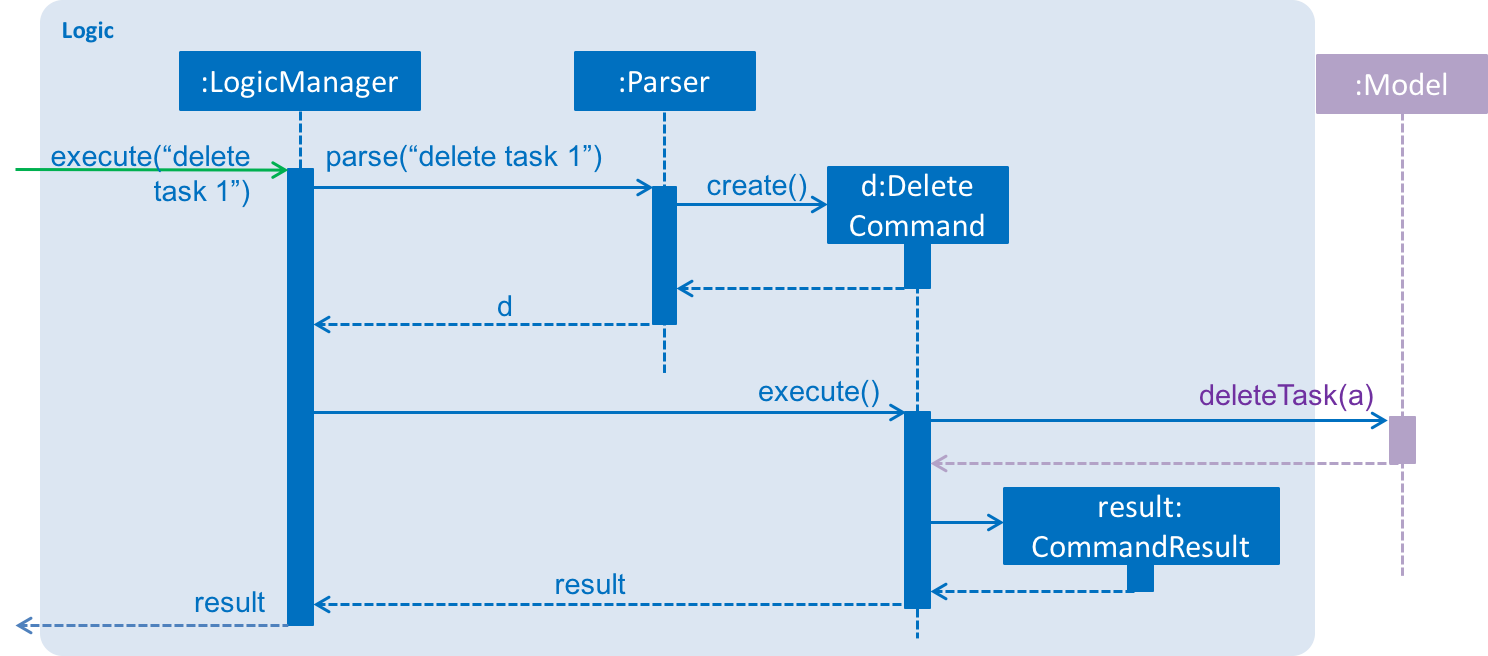 Logic
:LogicManager
:Parser
:Model
execute(“delete
task 1”)
parse(“delete task 1”)
create()
d:Delete
Command
d
execute()
deleteTask(a)
result:
CommandResult
result
result